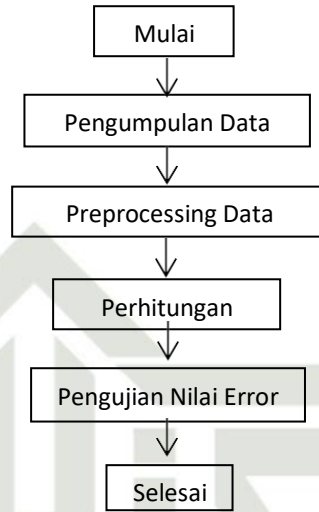 Mulai
Pengumpulan Data
Preprocessing Data
Perhitungan
Pengujian Nilai Error
Selesai